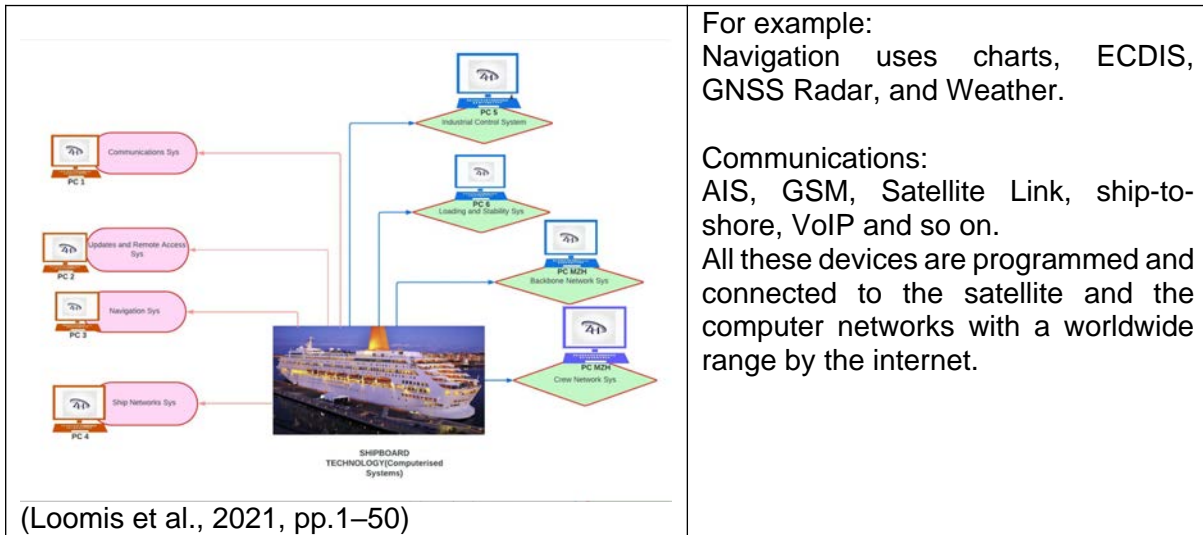 PC 5
Industrial Control System
Communications Sys
PC 1
PC 6
Loading and Stability Sys
Updates and Remote Access
Sys
PC 2
PC MZH
Backbone Network Sys
Navigation Sys
PC 3
PC MZH
Crew Network Sys
Ship Networks Sys
PC 4
SHIPBOARD
TECHNOLOGY(Computerised
Systems)
(Loomis et al., 2021, pp.1–50)
For example:
Navigation uses charts, ECDIS,
GNSS Radar, and Weather.
Communications:
AIS, GSM, Satellite Link, ship-to-
shore, VoIP and so on.
All these devices are programmed and
connected to the satellite and the
computer networks with a worldwide
range by the internet.